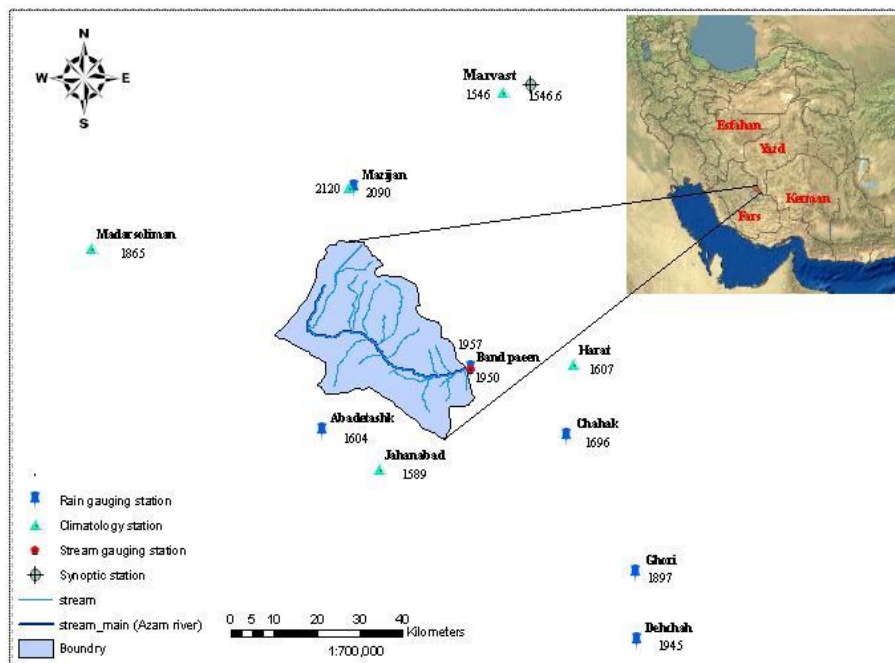 N
W E
S
Marvast
1546 1546.6
Esfahan
Yazd
Kerman
Fars
Mazijan
2120 2090
Madarsoliman
1865
1957
Band paeen
1950
Harat
1607
Abadetashk
1604
Chahak
1696
Jahanabad
1589
Rain gauging station
Climatology station
Stream gauging station
Synoptic station
stream
stream_main (Azam river)
Boundry
Ghori
1897
Dehchah
1945
0 5 10 20 30 40
Kilometers
1:700,000